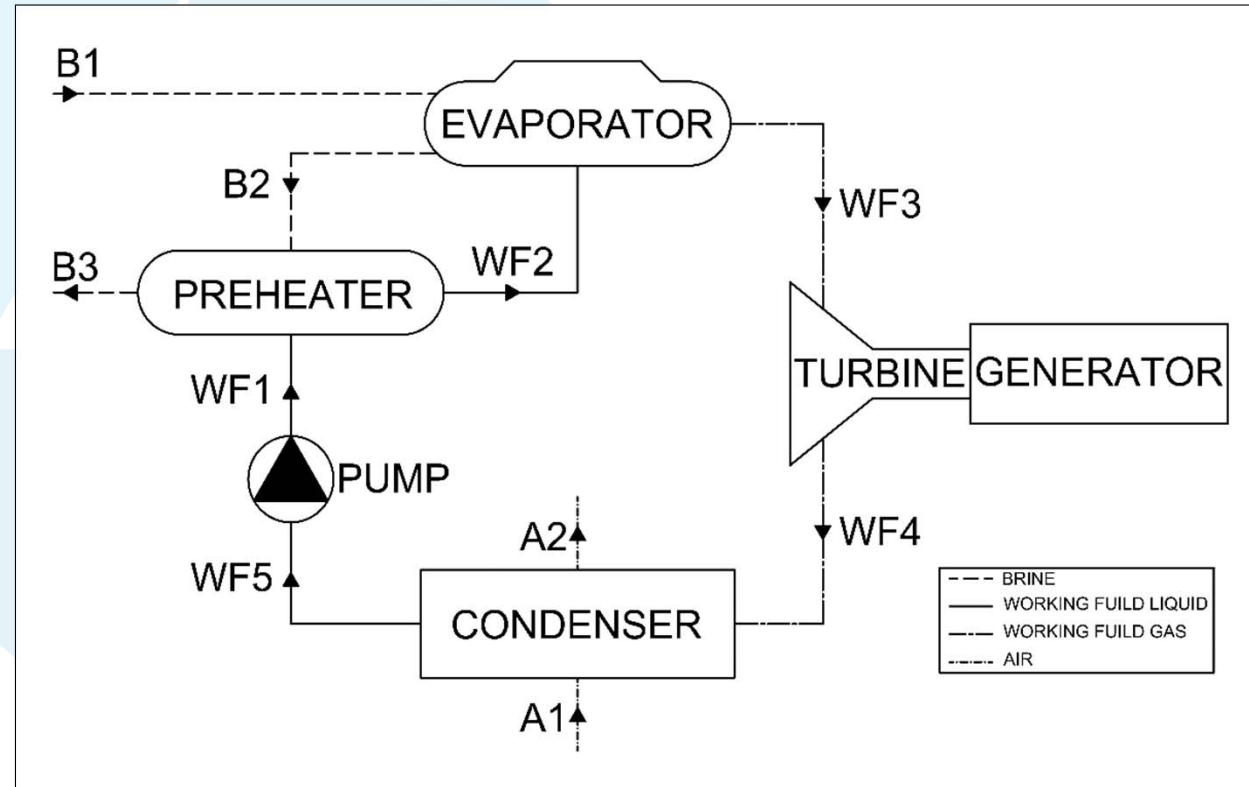 B1
EVAPORATOR
B2
WF3
B3
PREHEATER
WF2
TURBINE
GENERATOR
WF1
PUMP
A2
WF4
WF5
CONDENSER
A1
BRINE
WORKING FUILD LIQUID
WORKING FUILD GAS
AIR